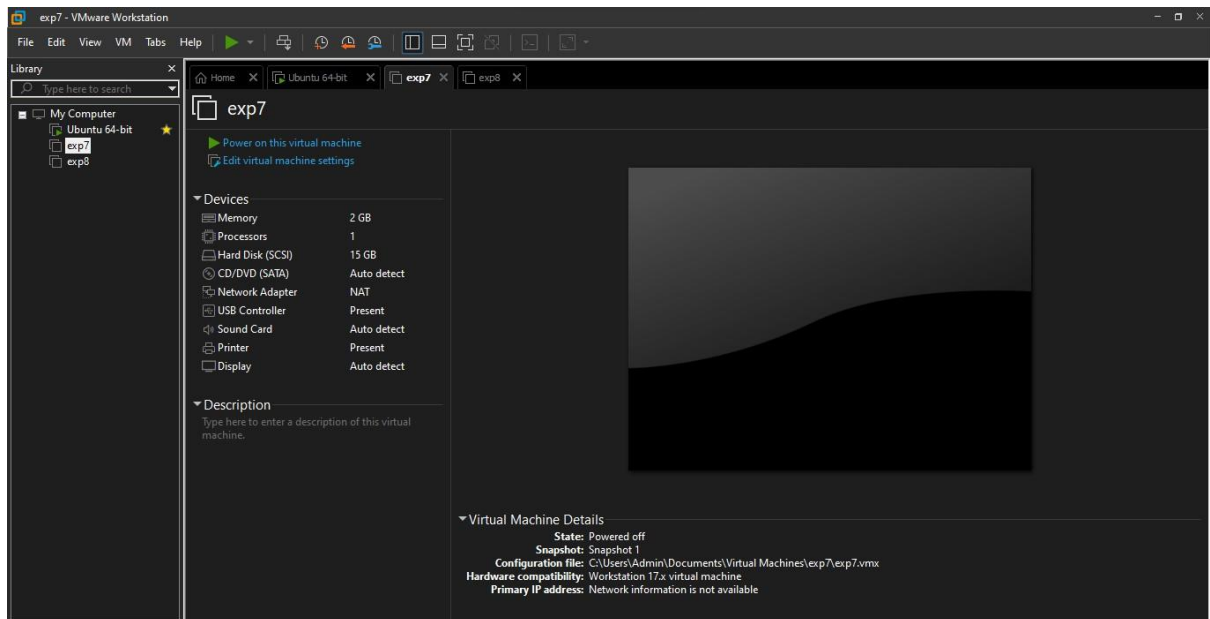 exp7 - VMware Workstation
File Edit View VM Tabs Help
Library
Type here to search
My Computer
Ubuntu 64-bit
exp7
exp8
Home Ubuntu 64-bit exp7 exp8
exp7
Power on this virtual machine
Edit virtual machine settings
Devices
Memory 2 GB
Processors 1
Hard Disk (SCSI) 15 GB
CD/DVD (SATA) Auto detect
Network Adapter NAT
USB Controller Present
Sound Card Auto detect
Printer Present
Display Auto detect
Description
Type here to enter a description of this virtual
machine.
Virtual Machine Details
State: Powered off
Snapshot: Snapshot 1
Configuration file: C:\Users\Admin\Documents\Virtual Machines\exp7\exp7.vmx
Hardware compatibility: Workstation 17.x virtual machine
Primary IP address: Network information is not available